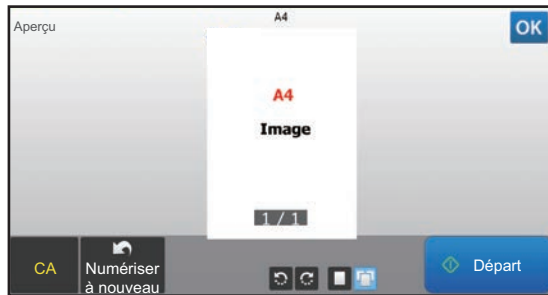 A4
Aperçu
OK
A4
Image
1 / 1
CA
Numériser
à nouveau
Départ